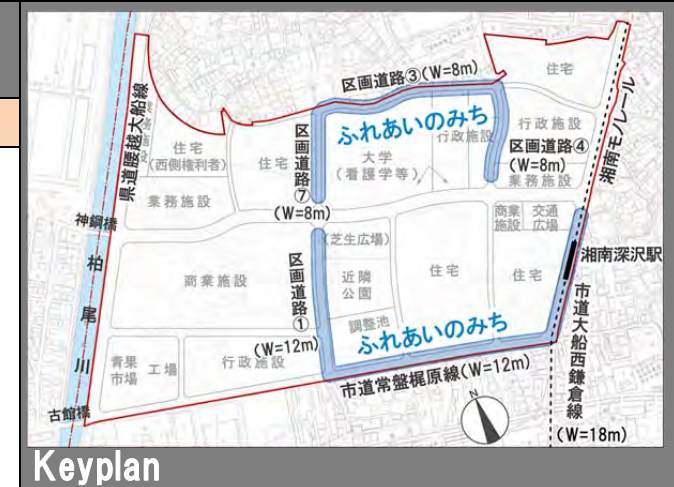 区画道路③(W=8m)
住宅
湘南モノレール
県道腰越大船線
業務施設
住宅
(西側権利者)
業務施設
区画道路⑦
(W=8m)
住宅
ふれあいのみち
大学
(看護学等)
行政施設
行政施設
区画道路④
(W=8m)
業務施設
神鋼橋
柏尾川
商業施設
区画道路①
(W=12m)
(芝生広場)
近隣
公園
調整池
住宅
住宅
商業
施設
交通
広場
湘南深沢駅
ふれあいのみち
市道大船西鎌倉線
(W=18m)
青果
市場
工場
行政施設
市道常盤梶原線(W=12m)
古館橋
N
Keyplan